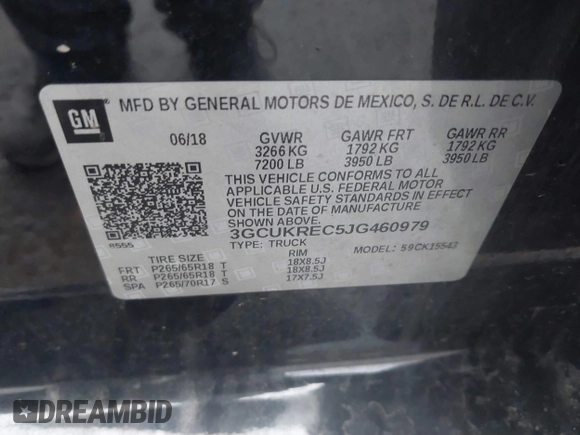 GM
MFD BY GENERAL MOTORS DE MEXICO, S. DE R.L. DE C.V.
06/18 GVWR GAWR FRT GAWR RR
3266 KG 1792 KG 1792 KG
7200 LB 3950 LB 3950 LB
THIS VEHICLE CONFORMS TO ALL
APPLICABLE U.S. FEDERAL MOTOR
VEHICLE SAFETY STANDARDS IN EFFECT
ON THE DATE OF MANUFACTURE
SHOWN ABOVE.
3GCUKREC5JG460979
8555 TYPE: TRUCK MODEL: S9CK15543
TIRE SIZE RIM
FRT P265/65R18 T 18X8.5J
RR P265/65R18 T 18X8.5J
SPA P265/70R17 S 17X7.5J
DREAMBID